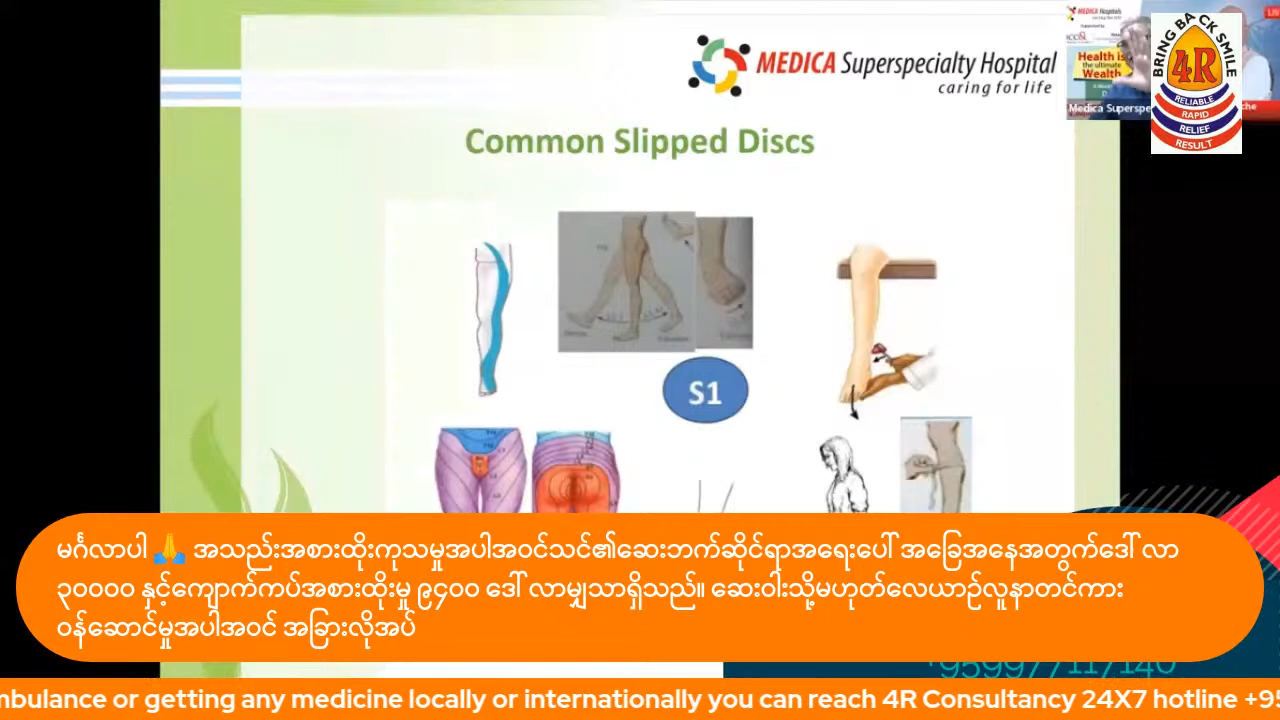 MEDICA Superspecialty Hospital
caring for life
Common Slipped Discs
S1
MEDICA Hospitals
Health is
the ultimate
Wealth
Medica Superspe
BRING BACK SMILE
4R
RELIABLE
RAPID
RELIEF
RESULT
မင်္ဂလာပါ 🙏 အသည်းအစားထိုးကုသမှုအပါအဝင်သင်၏ဆေးဘက်ဆိုင်ရာအရေးပေါ် အခြေအနေအတွက်ဒေါ် လာ
၃၀၀၀၀ နှင့်ကျောက်ကပ်အစားထိုးမှု ၉၄၀၀ ဒေါ် လာမျှသာရှိသည်။ ဆေးဝါးသို့မဟုတ်လေယာဉ်လူနာတင်ကား
ဝန်ဆောင်မှုအပါအဝင် အခြားလိုအပ်
+959977117140
mbulance or getting any medicine locally or internationally you can reach 4R Consultancy 24X7 hotline +95